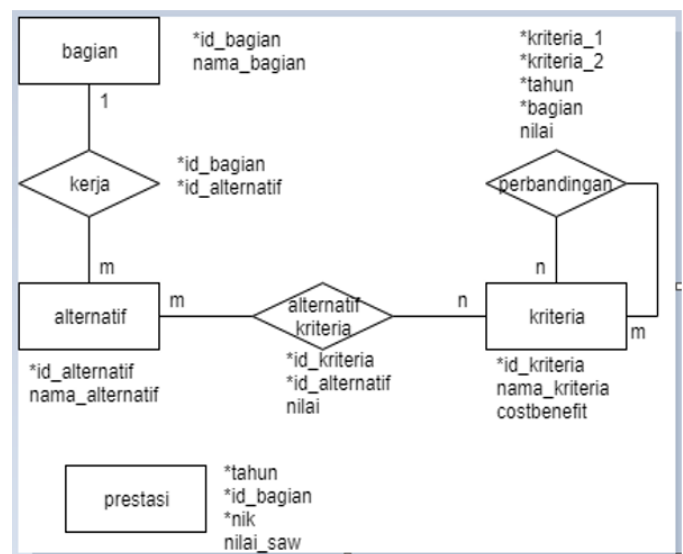 bagian
*id_bagian
nama_bagian
1
kerja
*id_bagian
*id_alternatif
m
alternatif
*id_alternatif
nama_alternatif
m
alternatif
kriteria
*id_kriteria
*id_alternatif
nilai
n
*kriteria_1
*kriteria_2
*tahun
*bagian
nilai
perbandingan
n
kriteria
m
*id_kriteria
nama_kriteria
costbenefit
prestasi
*tahun
*id_bagian
*nik
nilai_saw